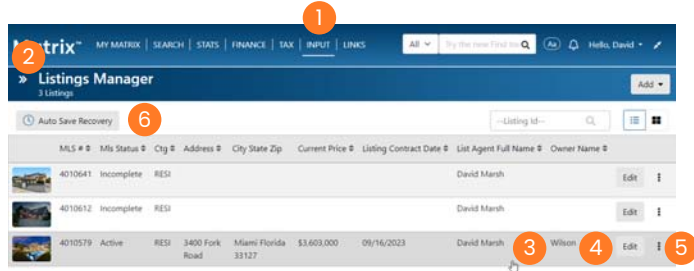 1
Matrix™ MY MATRIX | SEARCH | STATS | FINANCE | TAX | INPUT | LINKS All Try the new Find Q Aa Hello, David
2
» Listings Manager Add
3 Listings
Auto Save Recovery 6 --Listing Id--
MLS # Mls Status Ctg Address City State Zip Current Price Listing Contract Date List Agent Full Name Owner Name
4010641 Incomplete RESI David Marsh Edit
4010612 Incomplete RESI David Marsh Edit
4010579 Active RESI 3400 Fork Road Miami Florida 33127 $3,603,000 09/16/2023 David Marsh 3 Wilson 4 Edit 5